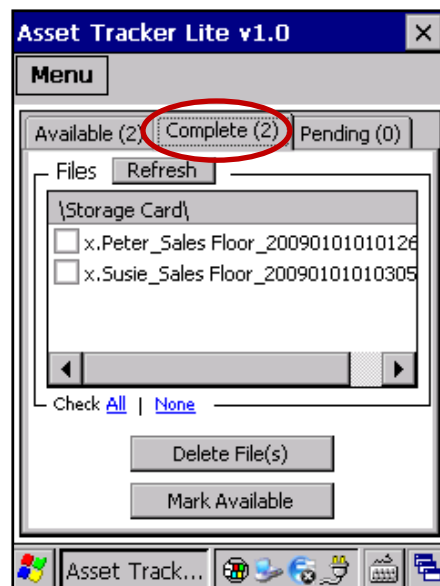 Asset Tracker Lite v1.0
Menu
Available (2) Complete (2) Pending (0)
Files Refresh
\Storage Card\
x.Peter_Sales Floor_20090101010126
x.Susie_Sales Floor_20090101010305
Check All | None
Delete File(s)
Mark Available
Asset Track...